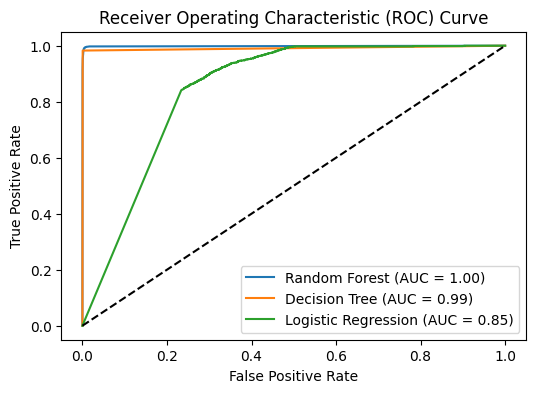 Receiver Operating Characteristic (ROC) Curve
1.0
0.8
0.6
0.4
0.2
0.0
True Positive Rate
Random Forest (AUC = 1.00)
Decision Tree (AUC = 0.99)
Logistic Regression (AUC = 0.85)
0.0 0.2 0.4 0.6 0.8 1.0
False Positive Rate